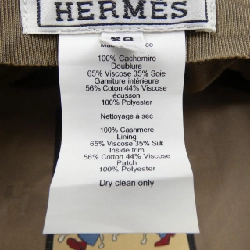 HERMÈS
100% Cachemire
Doublure
65% Viscose 35% Soie
Garniture intérieure
56% Coton 44% Viscose
écusson
100% Polyester
Nettoyage à sec
100% Cashmere
Lining
65% Viscose 35% Silk
Inside trim
56% Cotton 44% Viscose
Patch
100% Polyester
Dry clean only